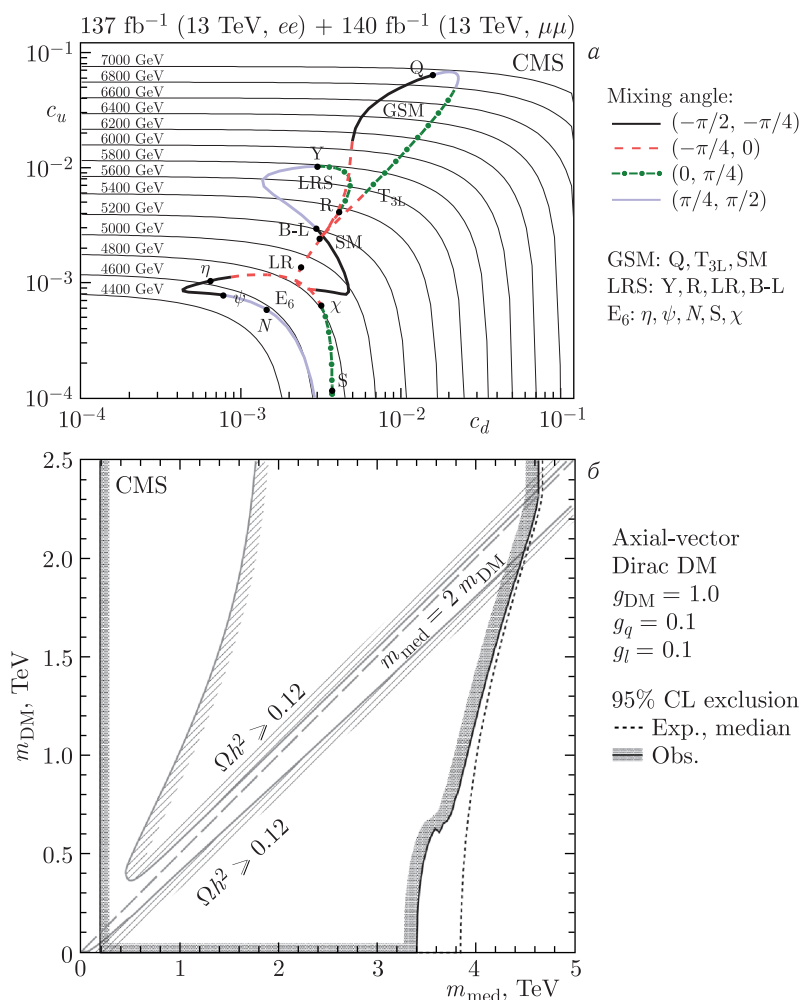 137 fb⁻¹ (13 TeV, ee) + 140 fb⁻¹ (13 TeV, μμ)
a
CMS
c_u
10⁻¹
10⁻²
10⁻³
10⁻⁴
7000 GeV
6800 GeV
6600 GeV
6400 GeV
6200 GeV
6000 GeV
5800 GeV
5600 GeV
5400 GeV
5200 GeV
5000 GeV
4800 GeV
4600 GeV
4400 GeV
Q
GSM
Y
LRS
T₃L
R
B-L
SM
LR
η
ψ
E₆
χ
N
S
10⁻⁴
10⁻³
10⁻²
10⁻¹
c_d
Mixing angle:
(−π/2, −π/4)
(−π/4, 0)
(0, π/4)
(π/4, π/2)
GSM: Q, T₃L, SM
LRS: Y, R, LR, B-L
E₆: η, ψ, N, S, χ
б
CMS
m_DM, TeV
2.5
2.0
1.5
1.0
0.5
0
m_med = 2 m_DM
Ωh² ⩾ 0.12
Ωh² ⩾ 0.12
0
1
2
3
4
5
m_med, TeV
Axial-vector
Dirac DM
g_DM = 1.0
g_q = 0.1
g_l = 0.1
95% CL exclusion
Exp., median
Obs.